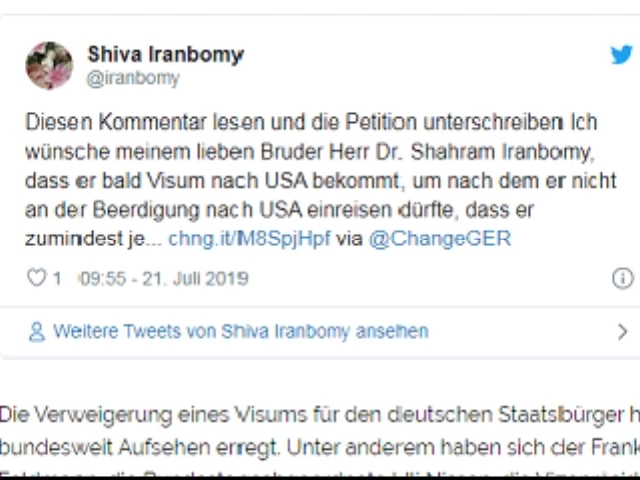 Shiva Iranbomy
@iranbomy
Diesen Kommentar lesen und die Petition unterschreiben Ich
wünsche meinem lieben Bruder Herr Dr. Shahram Iranbomy,
dass er bald Visum nach USA bekommt, um nach dem er nicht
an der Beerdigung nach USA einreisen dürfte, dass er
zumindest je... chng.it/M8SpjHpf via @ChangeGER
1 09:55 - 21. Juli 2019
Weitere Tweets von Shiva Iranbomy ansehen
Die Verweigerung eines Visums für den deutschen Staatsbürger h
bundesweit Aufsehen erregt. Unter anderem haben sich der Frank